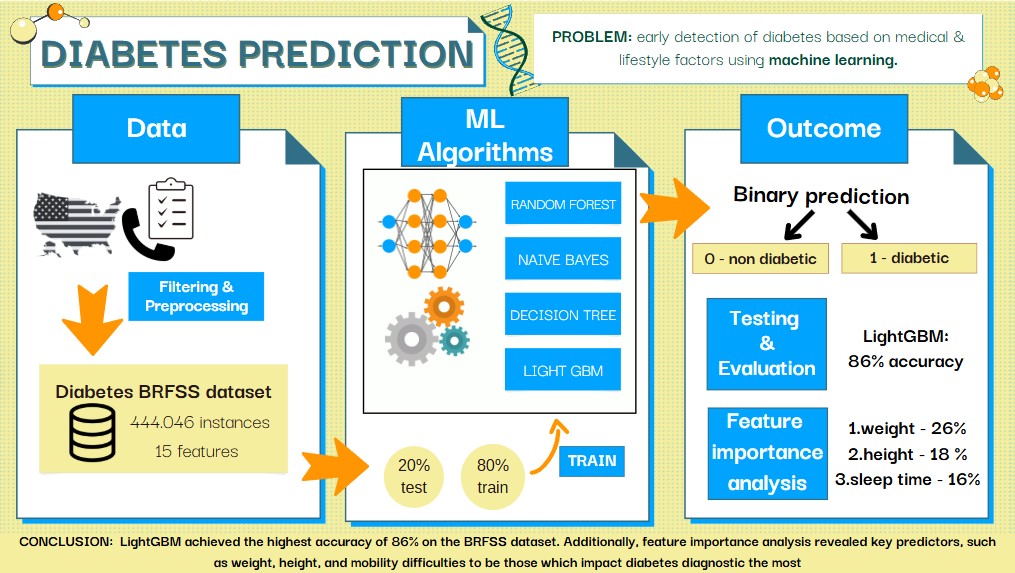 DIABETES PREDICTION
PROBLEM: early detection of diabetes based on medical &
lifestyle factors using machine learning.
Data
Filtering &
Preprocessing
Diabetes BRFSS dataset
444.046 instances
15 features
ML
Algorithms
RANDOM FOREST
NAIVE BAYES
DECISION TREE
LIGHT GBM
20%
test
80%
train
TRAIN
Outcome
Binary prediction
0 - non diabetic
1 - diabetic
Testing
&
Evaluation
LightGBM:
86% accuracy
Feature
importance
analysis
1.weight - 26%
2.height - 18 %
3.sleep time - 16%
CONCLUSION: LightGBM achieved the highest accuracy of 86% on the BRFSS dataset. Additionally, feature importance analysis revealed key predictors, such
as weight, height, and mobility difficulties to be those which impact diabetes diagnostic the most